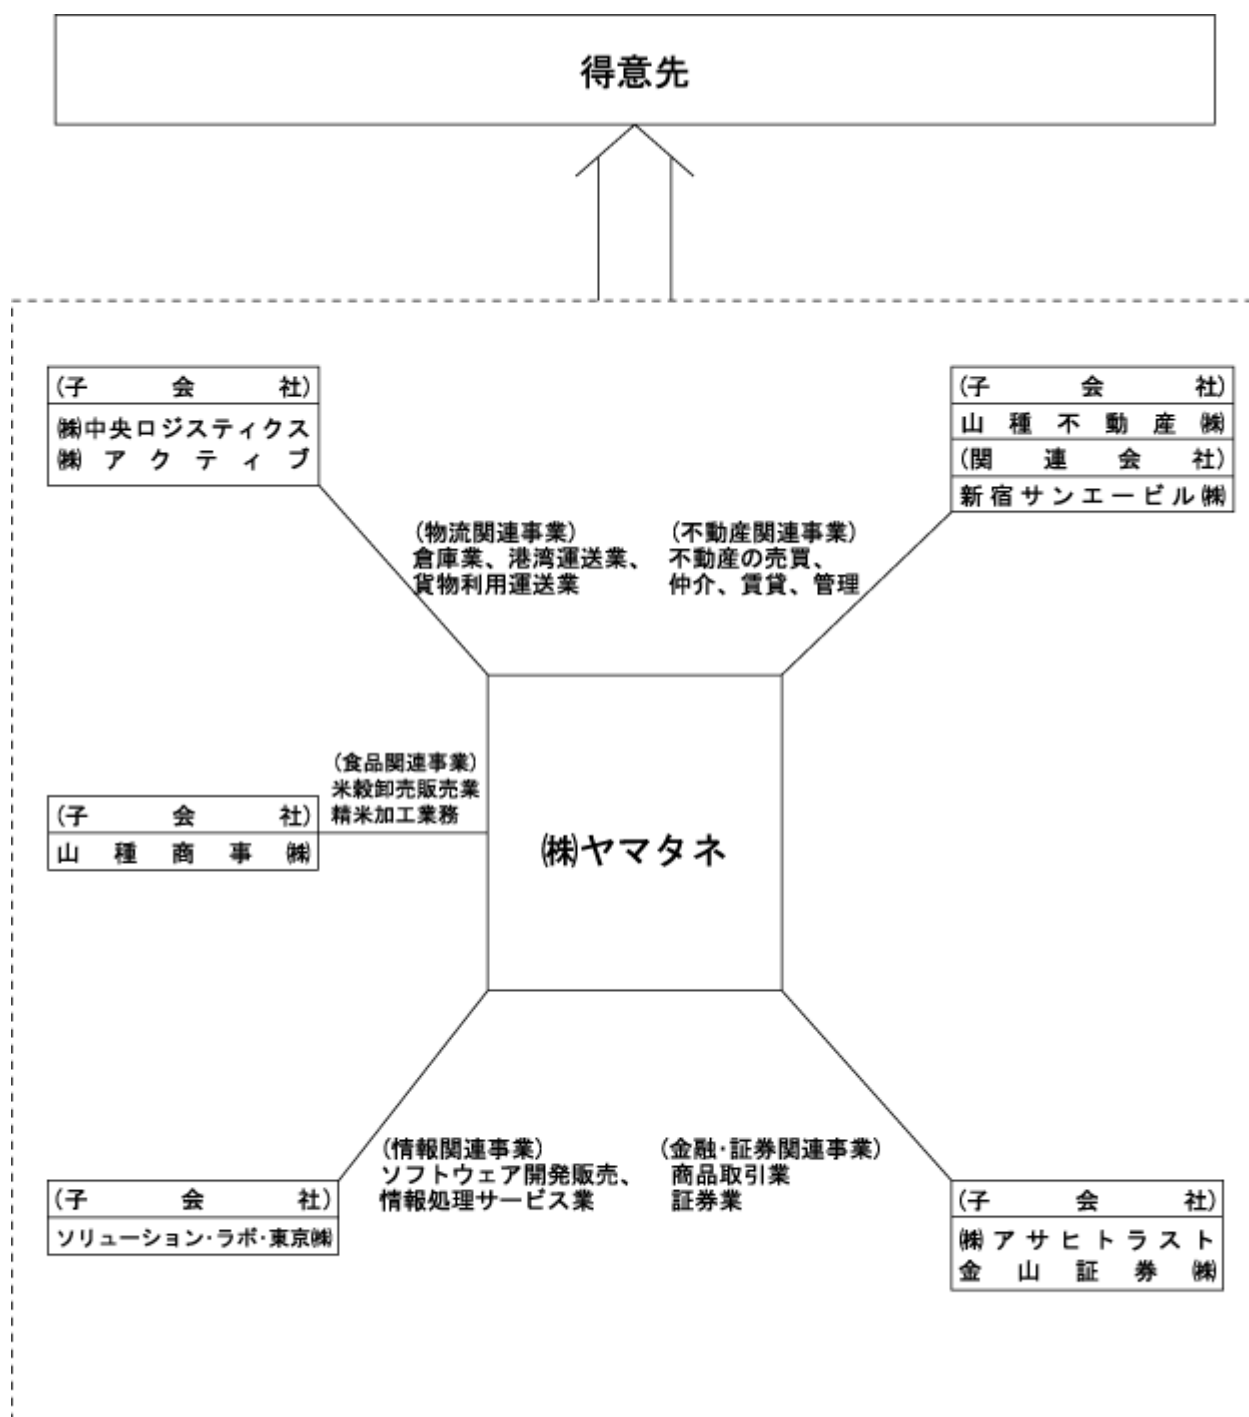 得意先
(子会社)
㈱中央ロジスティクス
㈱アクティブ
(子会社)
山種不動産㈱
(関連会社)
新宿サンエービル㈱
(物流関連事業)
倉庫業、港湾運送業、
貨物利用運送業
(不動産関連事業)
不動産の売買、
仲介、賃貸、管理
(食品関連事業)
米穀卸売販売業
精米加工業務
(子会社)
山種商事㈱
㈱ヤマタネ
(情報関連事業)
ソフトウェア開発販売、
情報処理サービス業
(金融・証券関連事業)
商品取引業
証券業
(子会社)
ソリューション・ラボ・東京㈱
(子会社)
㈱アサヒトラスト
金山証券㈱